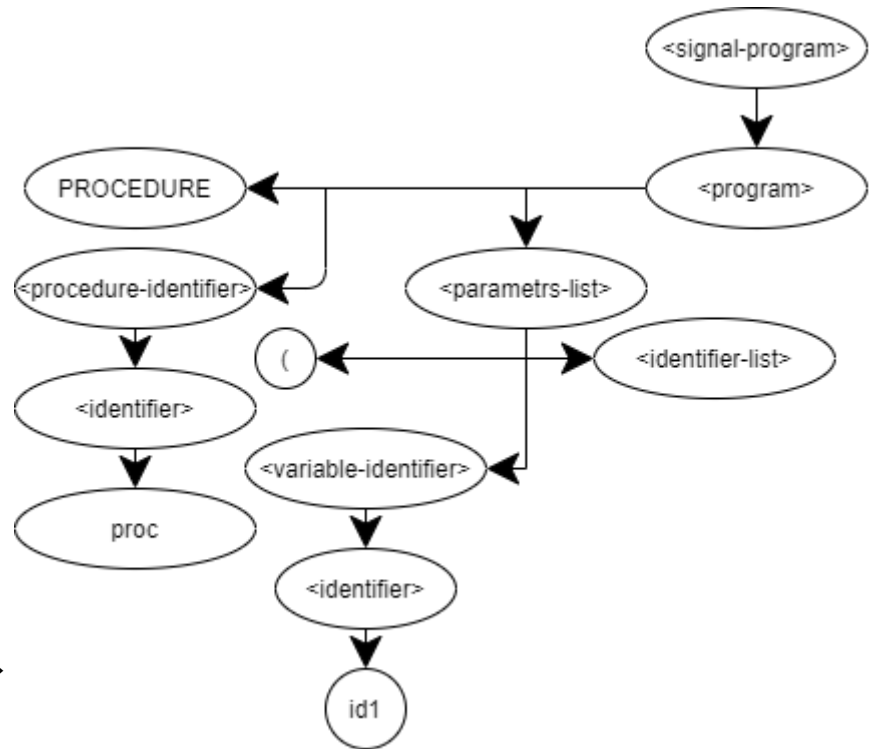 <signal-program>
PROCEDURE
<program>
<procedure-identifier>
<parametrs-list>
(
<identifier-list>
<identifier>
<variable-identifier>
proc
<identifier>
id1